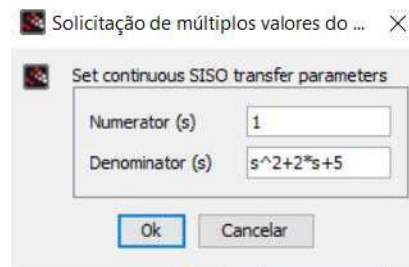 Solicitação de múltiplos valores do ...
Set continuous SISO transfer parameters
Numerator (s) 1
Denominator (s) s^2+2*s+5
Ok Cancelar